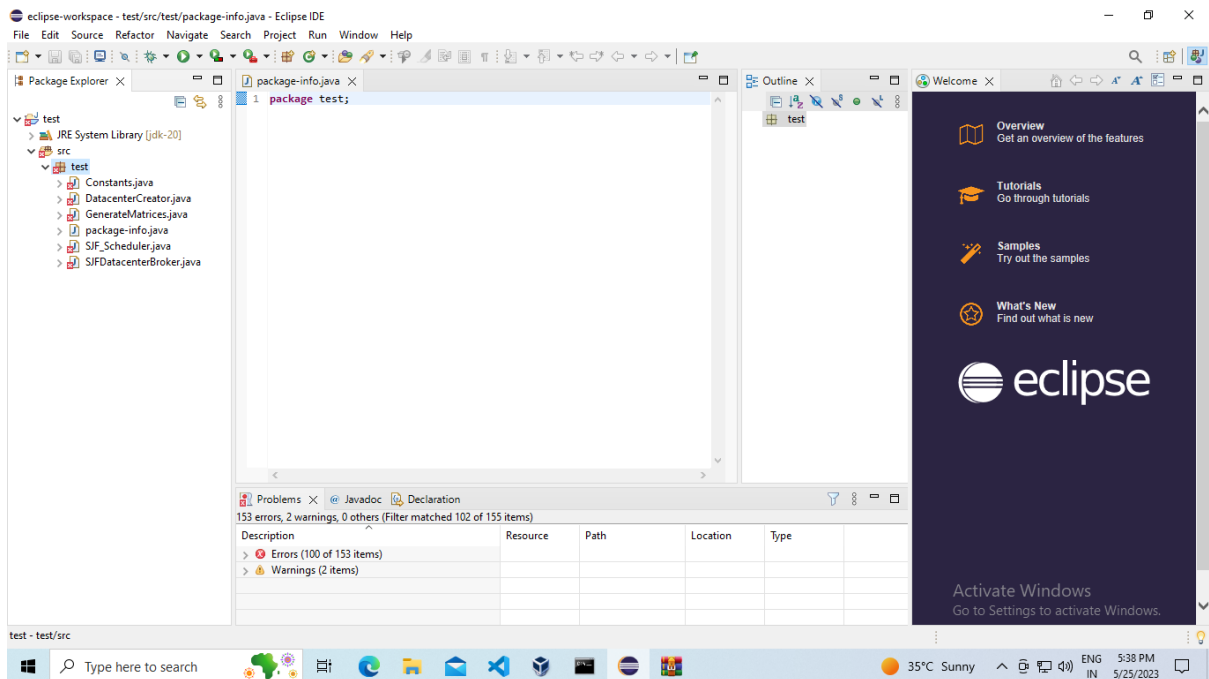 eclipse-workspace - test/src/test/package-info.java - Eclipse IDE
File Edit Source Refactor Navigate Search Project Run Window Help
Package Explorer
test
JRE System Library [jdk-20]
src
test
Constants.java
DatacenterCreator.java
GenerateMatrices.java
package-info.java
SJF_Scheduler.java
SJFDatacenterBroker.java
package-info.java
1 package test;
Outline
test
Welcome
Overview
Get an overview of the features
Tutorials
Go through tutorials
Samples
Try out the samples
What's New
Find out what is new
eclipse
Problems @ Javadoc Declaration
153 errors, 2 warnings, 0 others (Filter matched 102 of 155 items)
Description Resource Path Location Type
Errors (100 of 153 items)
Warnings (2 items)
Activate Windows
Go to Settings to activate Windows.
test - test/src
Type here to search
35°C Sunny
ENG
IN
5:38 PM
5/25/2023